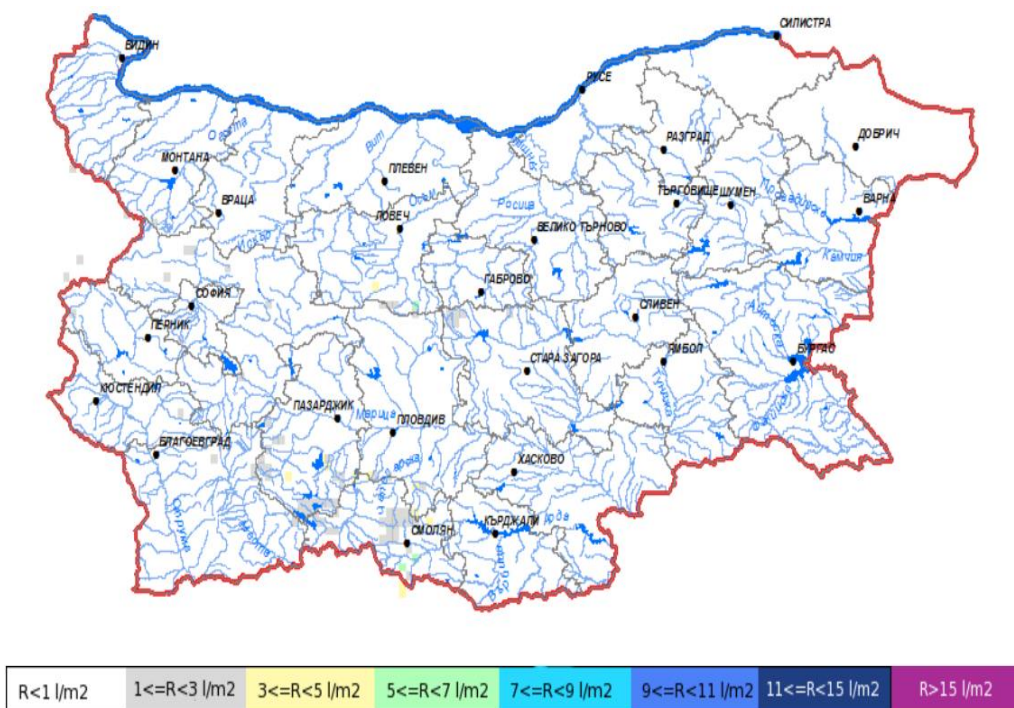 СИЛИСТРА
ВИДИН
РУСЕ
ДОБРИЧ
Огоста
РАЗГРАД
Вит
МОНТАНА
ПЛЕВЕН
ТЪРГОВИЩЕ
ШУМЕН
Провадийска
ВАРНА
Осъм
Росица
ВРАЦА
ЛОВЕЧ
ВЕЛИКО ТЪРНОВО
Искър
Камчия
ГАБРОВО
СОФИЯ
СЛИВЕН
ПЕРНИК
СТАРА ЗАГОРА
ЯМБОЛ
БУРГАС
КЮСТЕНДИЛ
ПАЗАРДЖИК
Марица
ПЛОВДИВ
БЛАГОЕВГРАД
ХАСКОВО
Струма
Места
СМОЛЯН
КЪРДЖАЛИ
R<1 l/m2 1<=R<3 l/m2 3<=R<5 l/m2 5<=R<7 l/m2 7<=R<9 l/m2 9<=R<11 l/m2 11<=R<15 l/m2 R>15 l/m2